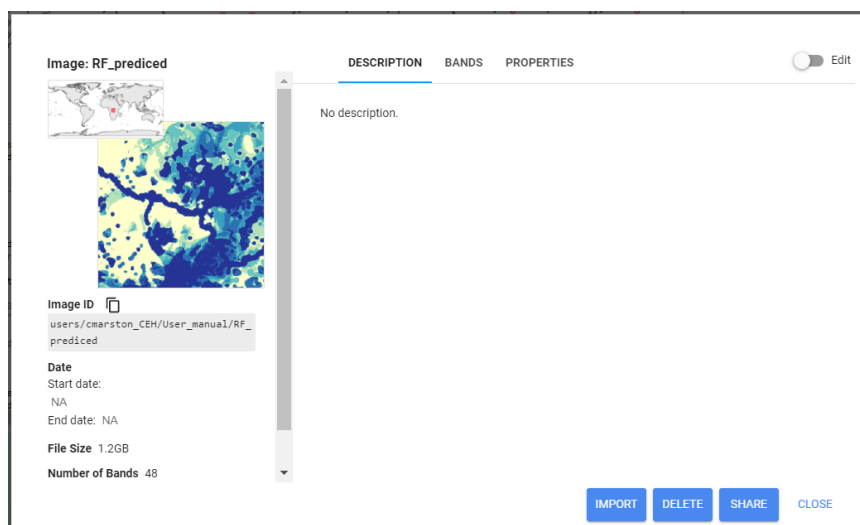 Image: RF_prediced
DESCRIPTION
BANDS
PROPERTIES
Edit
No description.
Image ID
users/cmarston_CEH/User_manual/RF_
prediced
Date
Start date:
NA
End date: NA
File Size 1.2GB
Number of Bands 48
IMPORT
DELETE
SHARE
CLOSE